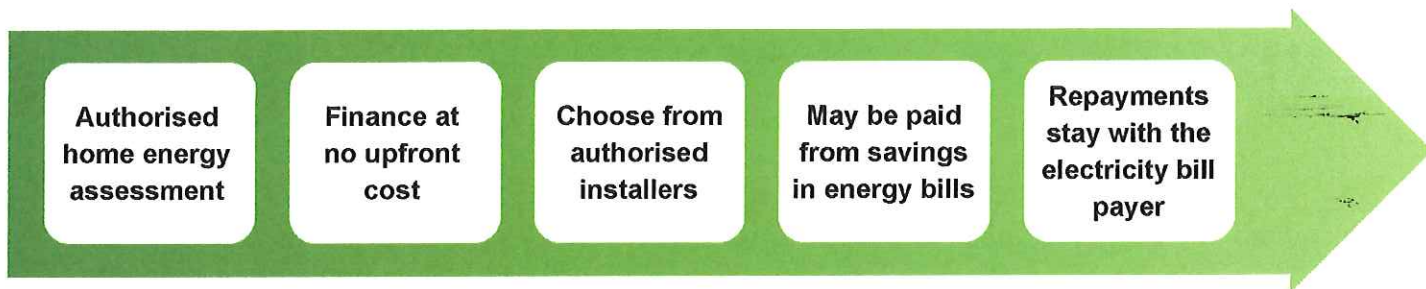 Authorised
home energy
assessment
Finance at
no upfront
cost
Choose from
authorised
installers
May be paid
from savings
in energy bills
Repayments
stay with the
electricity bill
payer